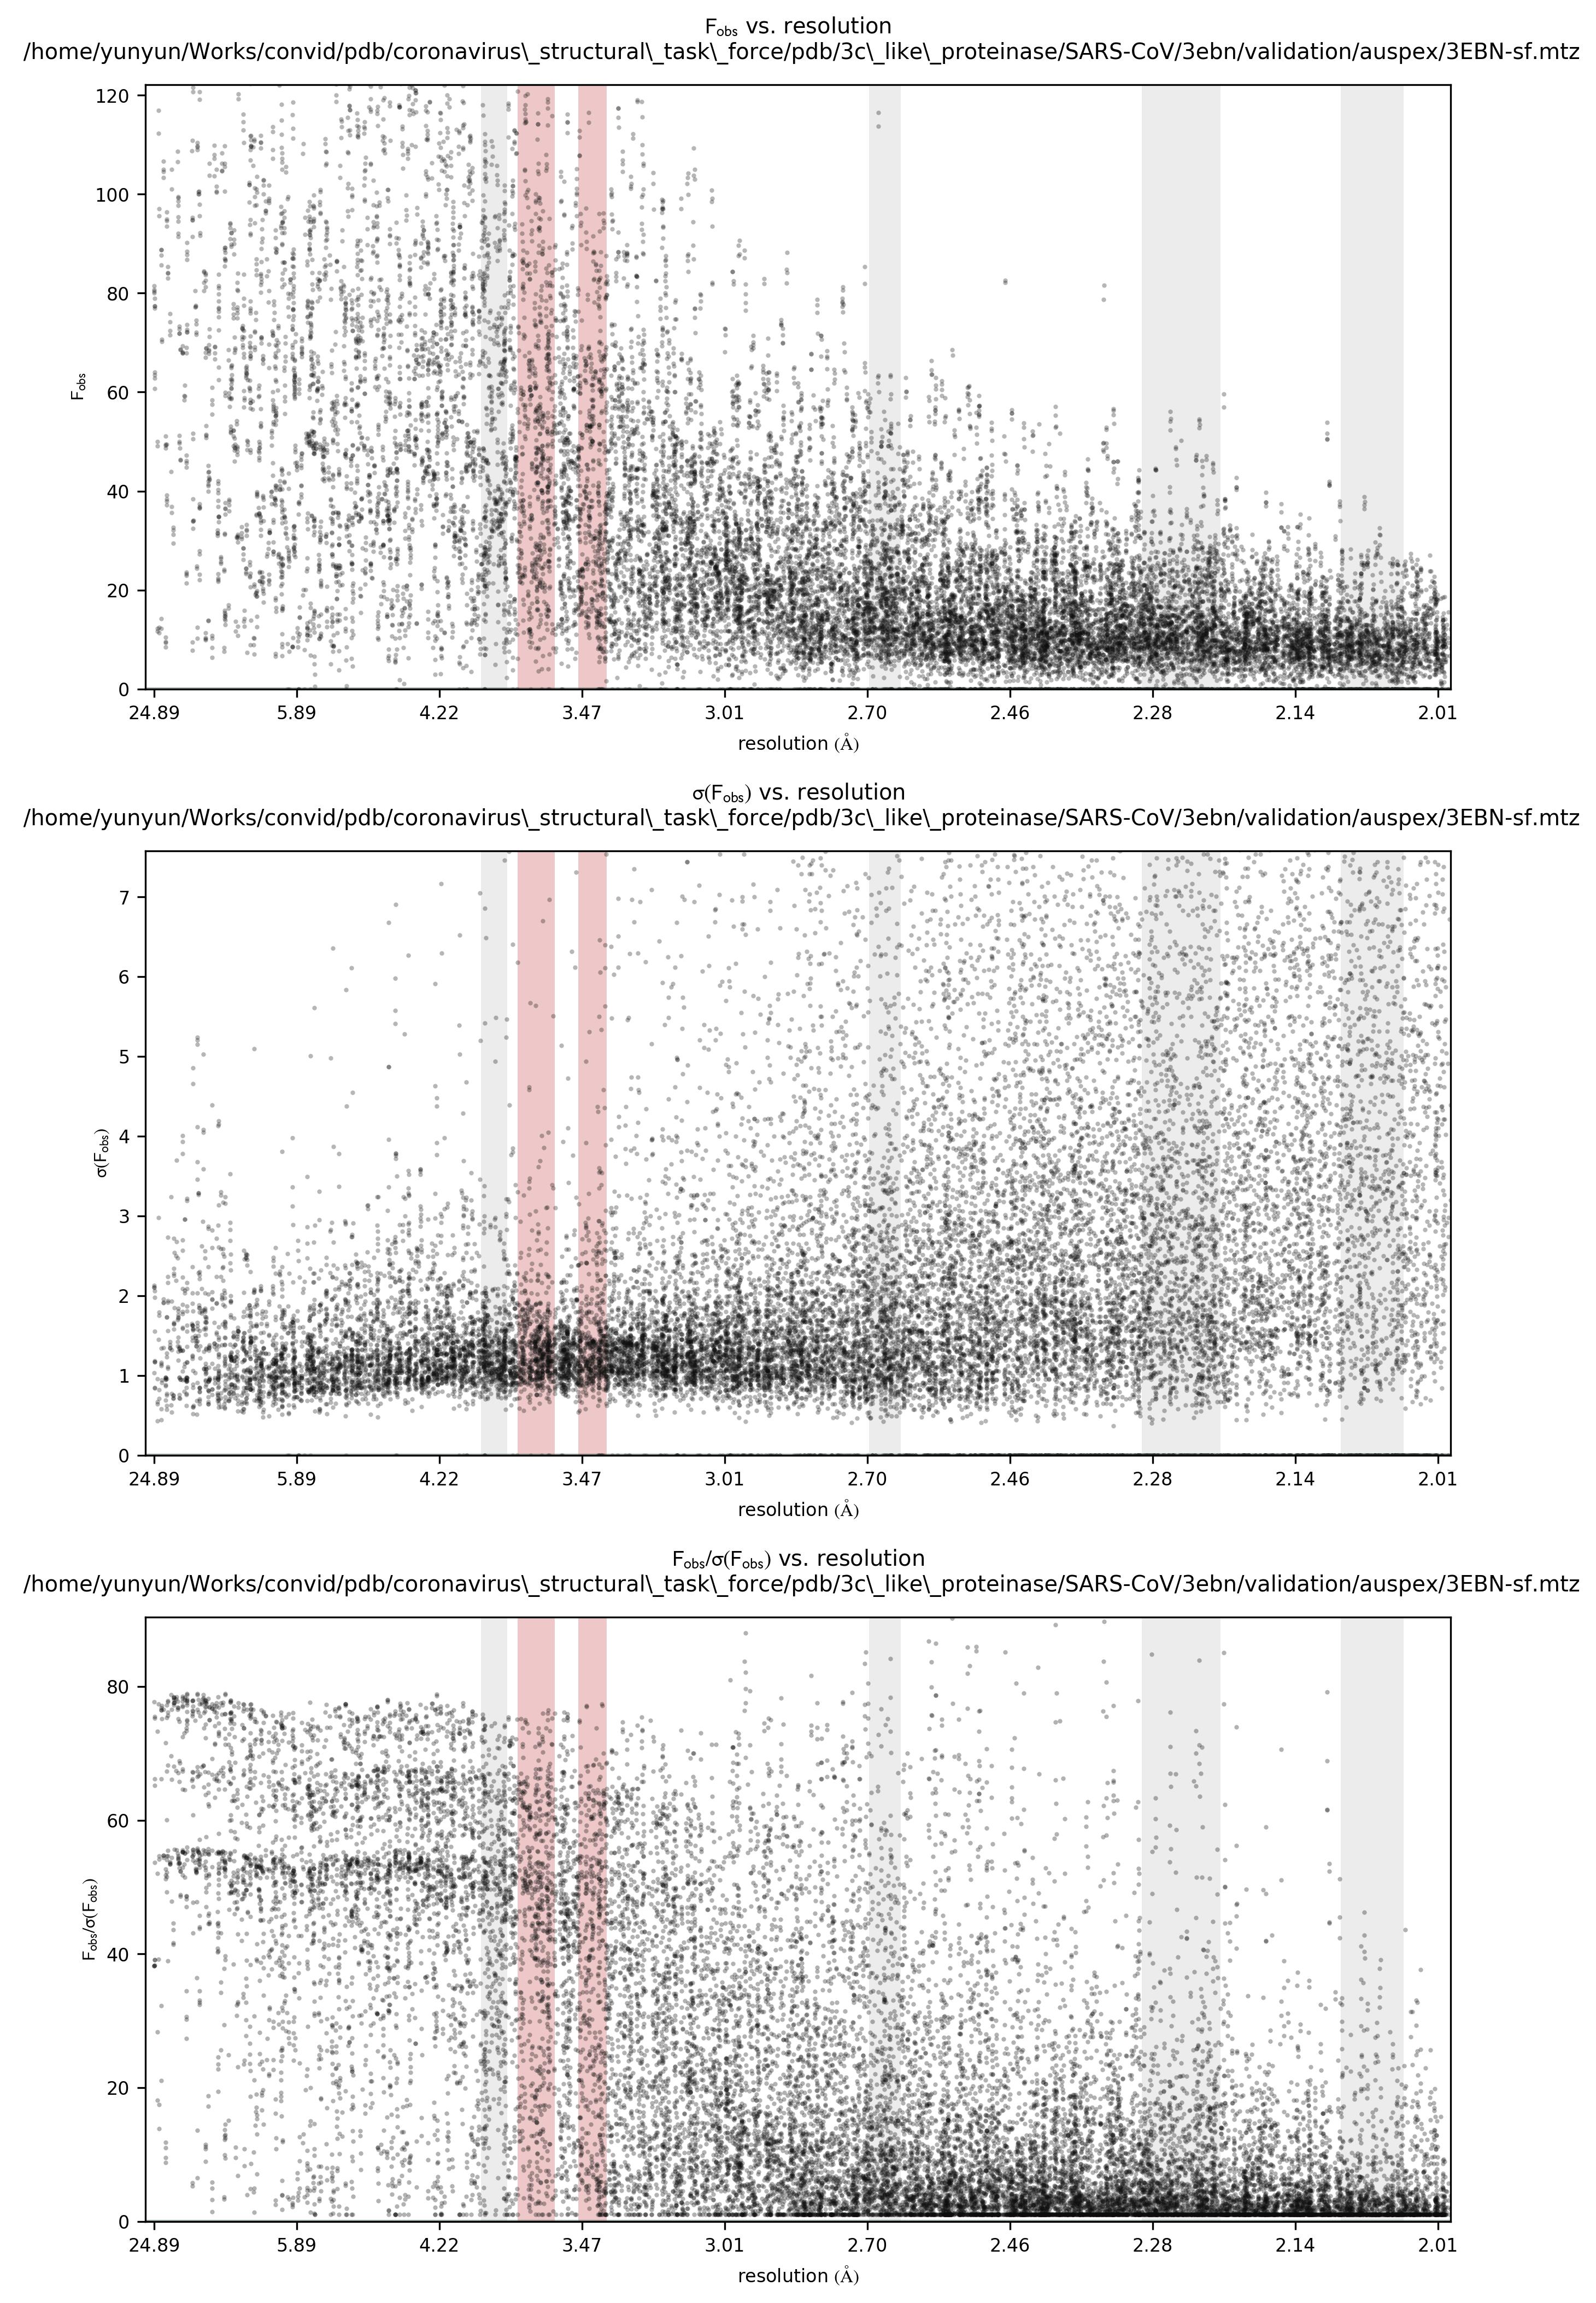 F_obs vs. resolution
/home/yunyun/Works/convid/pdb/coronavirus\_structural\_task\_force/pdb/3c\_like\_proteinase/SARS-CoV/3ebn/validation/auspex/3EBN-sf.mtz
120
100
80
60
40
20
0
F_obs
24.89 5.89 4.22 3.47 3.01 2.70 2.46 2.28 2.14 2.01
resolution (Å)
σ(F_obs) vs. resolution
/home/yunyun/Works/convid/pdb/coronavirus\_structural\_task\_force/pdb/3c\_like\_proteinase/SARS-CoV/3ebn/validation/auspex/3EBN-sf.mtz
7
6
5
4
3
2
1
0
σ(F_obs)
24.89 5.89 4.22 3.47 3.01 2.70 2.46 2.28 2.14 2.01
resolution (Å)
F_obs/σ(F_obs) vs. resolution
/home/yunyun/Works/convid/pdb/coronavirus\_structural\_task\_force/pdb/3c\_like\_proteinase/SARS-CoV/3ebn/validation/auspex/3EBN-sf.mtz
80
60
40
20
0
F_obs/σ(F_obs)
24.89 5.89 4.22 3.47 3.01 2.70 2.46 2.28 2.14 2.01
resolution (Å)